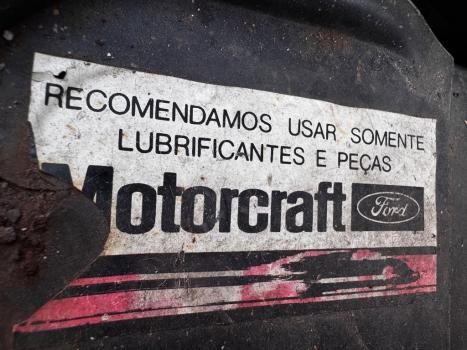 RECOMENDAMOS USAR SOMENTE
LUBRIFICANTES E PEÇAS
Motorcraft Ford